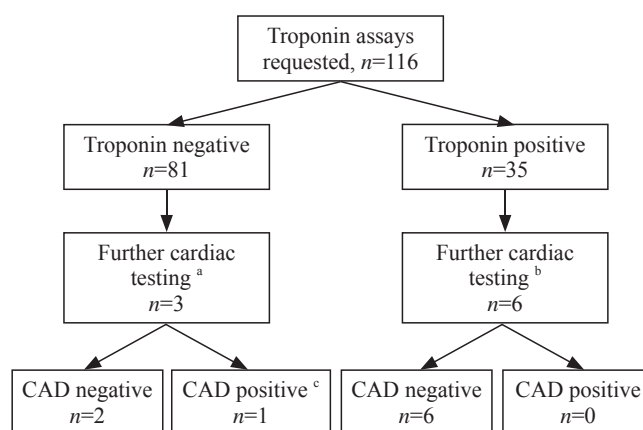 Troponin assays
requested, n=116
Troponin negative
n=81
Troponin positive
n=35
Further cardiac
testing a
n=3
Further cardiac
testing b
n=6
CAD negative
n=2
CAD positive c
n=1
CAD negative
n=6
CAD positive
n=0